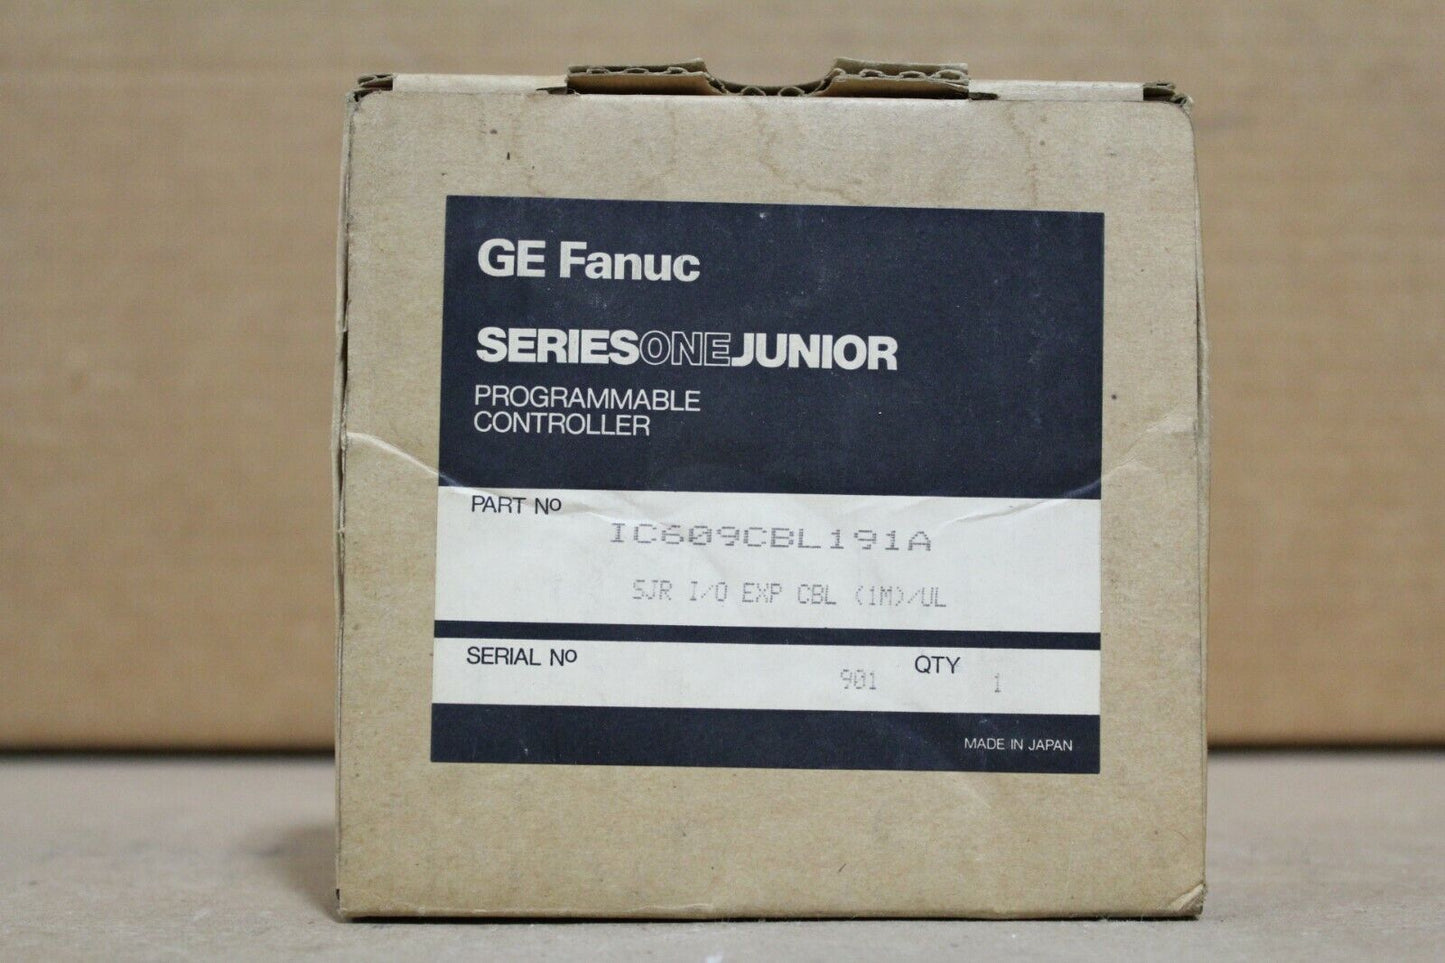 GE Fanuc
SERIESONEJUNIOR
PROGRAMMABLE
CONTROLLER
PART Nº
IC609CBL191A
SJR I/O EXP CBL (1M)/UL
SERIAL Nº 901 QTY 1
MADE IN JAPAN